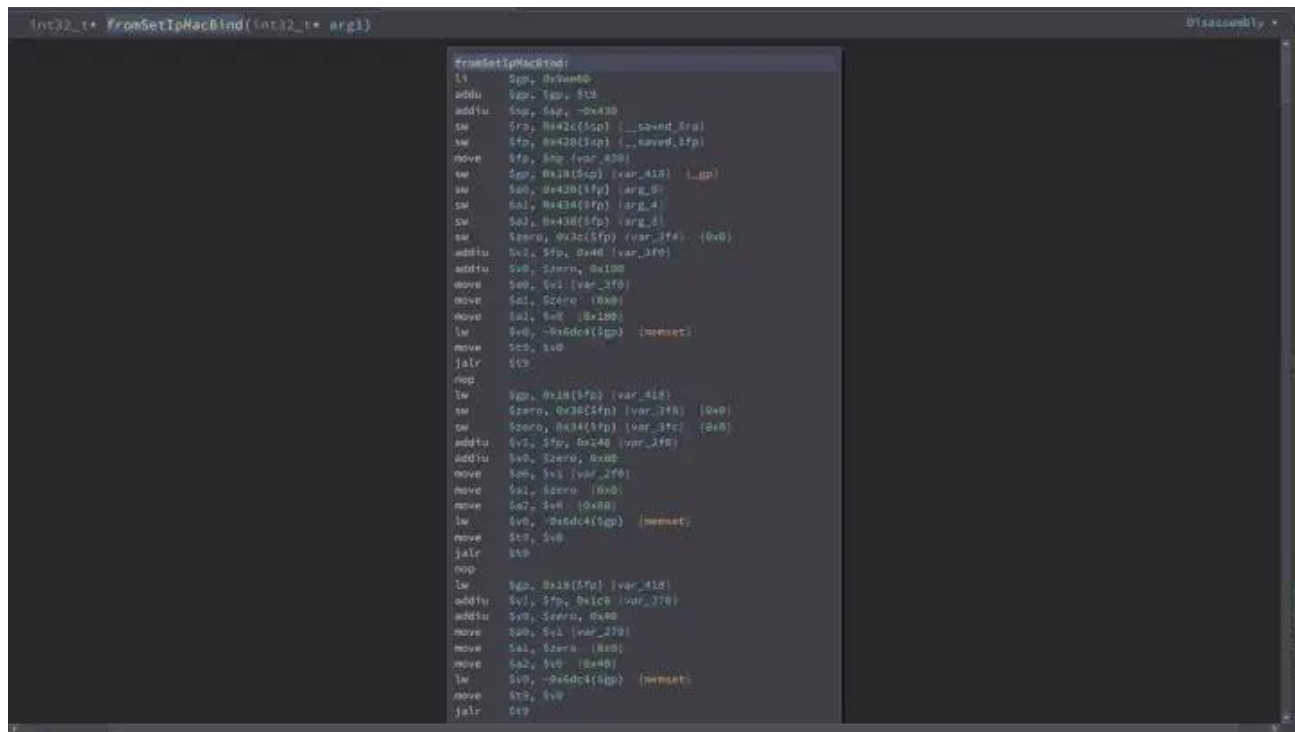 int32_t* fromSetIpMacBind(int32_t* arg1)
Disassembly
fromSetIpMacBind:
li $gp,
addu $gp, $gp, $t9
addiu $sp, $sp, -0x430
sw $ra, 0x42c($sp) {__saved_$ra}
sw $fp, 0x428($sp) {__saved_$fp}
move $fp, $sp {var_430}
sw $gp, 0x18($sp) {var_418} {_gp}
sw $a0, 0x430($fp) {arg_0}
sw $a1, 0x434($fp) {arg_4}
sw $a2, 0x438($fp) {arg_8}
sw $zero, 0x3c($fp) {var_3f4} {0x0}
addiu $v1, $fp, 0x40 {var_3f0}
addiu $v0, $zero, 0x100
move $a0, $v1 {var_3f0}
move $a1, $zero {0x0}
move $a2, $v0 {0x100}
lw $v0, -0x6dc4($gp) {memset}
move $t9, $v0
jalr $t9
nop
lw $gp, 0x18($fp) {var_418}
sw $zero, 0x38($fp) {var_3f8} {0x0}
sw $zero, 0x34($fp) {var_3fc} {0x0}
addiu $v1, $fp, 0x140 {var_2f0}
addiu $v0, $zero, 0x80
move $a0, $v1 {var_2f0}
move $a1, $zero {0x0}
move $a2, $v0 {0x80}
lw $v0, -0x6dc4($gp) {memset}
move $t9, $v0
jalr $t9
nop
lw $gp, 0x18($fp) {var_418}
addiu $v1, $fp, 0x1c0 {var_270}
addiu $v0, $zero, 0x40
move $a0, $v1 {var_270}
move $a1, $zero {0x0}
move $a2, $v0 {0x40}
lw $v0, -0x6dc4($gp) {memset}
move $t9, $v0
jalr $t9